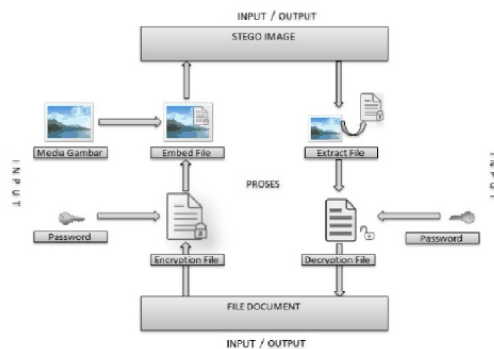 INPUT / OUTPUT
STEGO IMAGE
Media Gambar
Embed File
Extract File
INPUT
PROSES
INPUT
Password
Password
Encryption File
Decryption File
FILE DOCUMENT
INPUT / OUTPUT